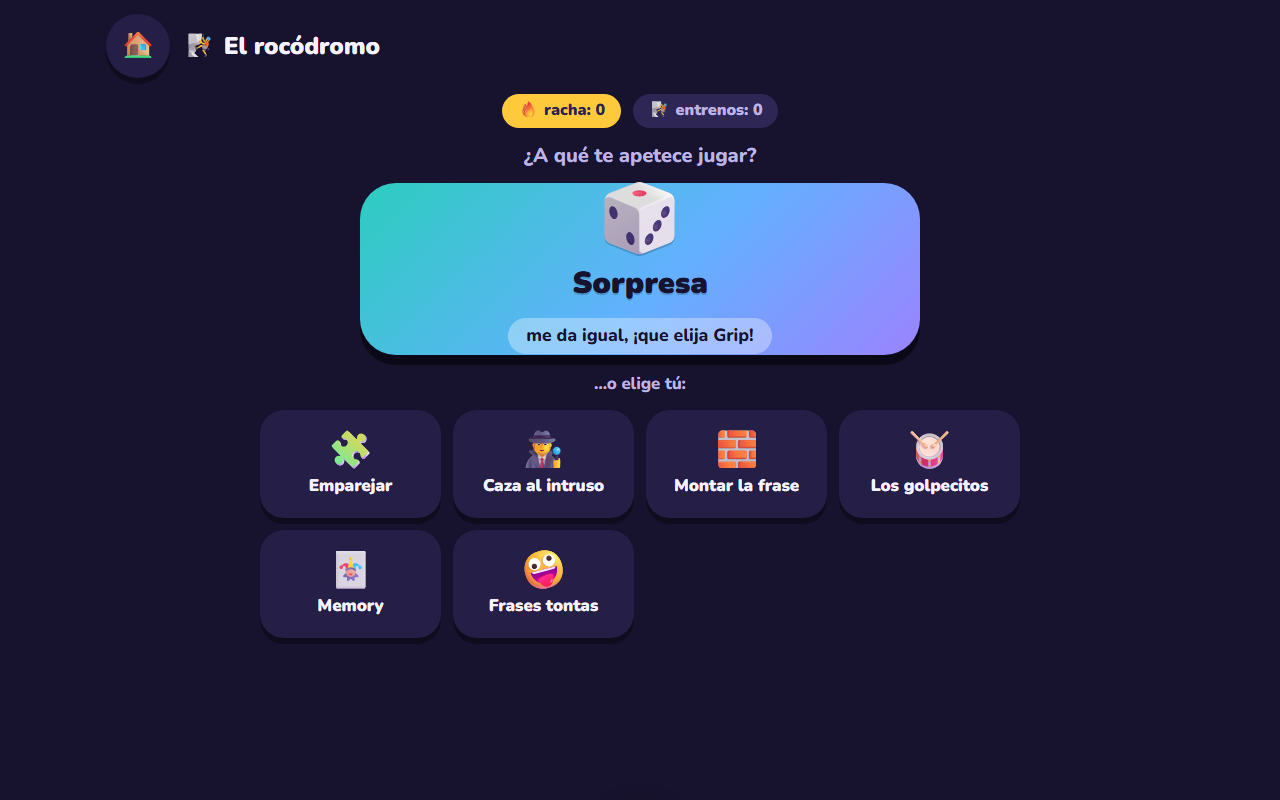 El rocódromo
racha: 0
entrenos: 0
¿A qué te apetece jugar?
Sorpresa
me da igual, ¡que elija Grip!
...o elige tú:
Emparejar
Caza al intruso
Montar la frase
Los golpecitos
Memory
Frases tontas